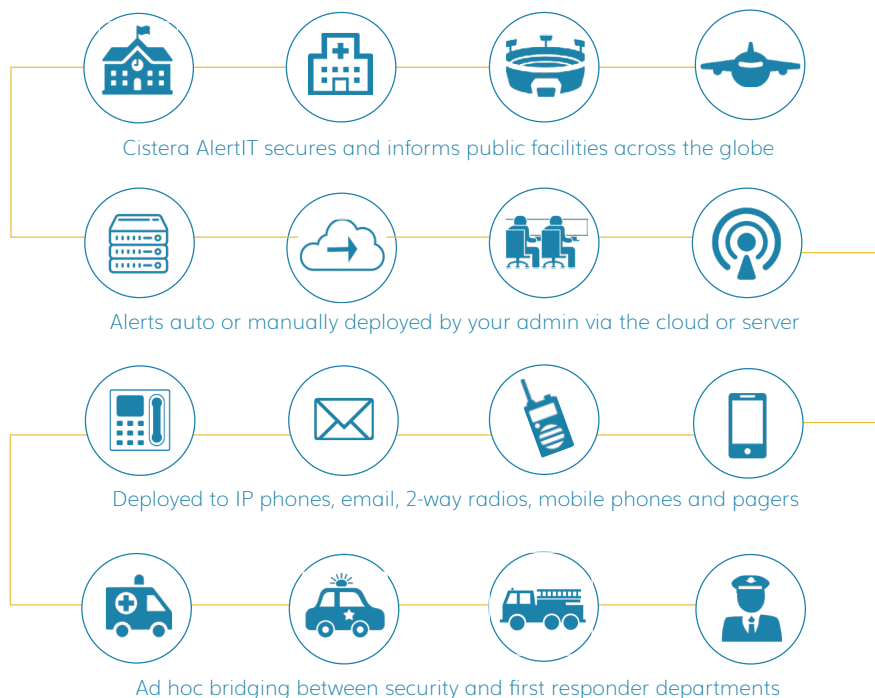 Cistera AlertIT secures and informs public facilities across the globe
Alerts auto or manually deployed by your admin via the cloud or server
Deployed to IP phones, email, 2-way radios, mobile phones and pagers
Ad hoc bridging between security and first responder departments